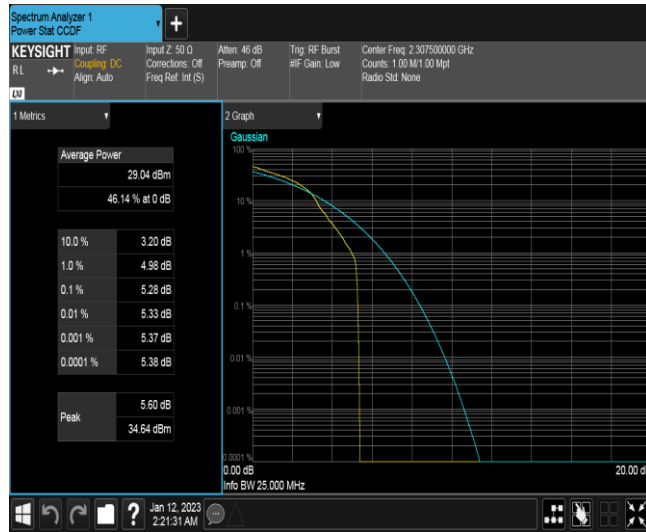 Spectrum Analyzer 1
Power Stat CCDF
KEYSIGHT
Input: RF
Coupling: DC
Align: Auto
Input Z: 50 Ω
Corrections: Off
Freq Ref: Int (S)
Atten: 46 dB
Preamp: Off
Trig: RF Burst
#IF Gain: Low
Center Freq: 2.307500000 GHz
Counts: 1.00 M/1.00 Mpt
Radio Std: None
R L
LXI
1 Metrics
Average Power
29.04 dBm
46.14 % at 0 dB
10.0 % 3.20 dB
1.0 % 4.98 dB
0.1 % 5.28 dB
0.01 % 5.33 dB
0.001 % 5.37 dB
0.0001 % 5.38 dB
Peak
5.60 dB
34.64 dBm
2 Graph
Gaussian
100 %
10 %
1 %
0.1 %
0.01 %
0.001 %
0.0001 %
0.00 dB
20.00 d
Info BW 25.000 MHz
Jan 12, 2023
2:21:31 AM